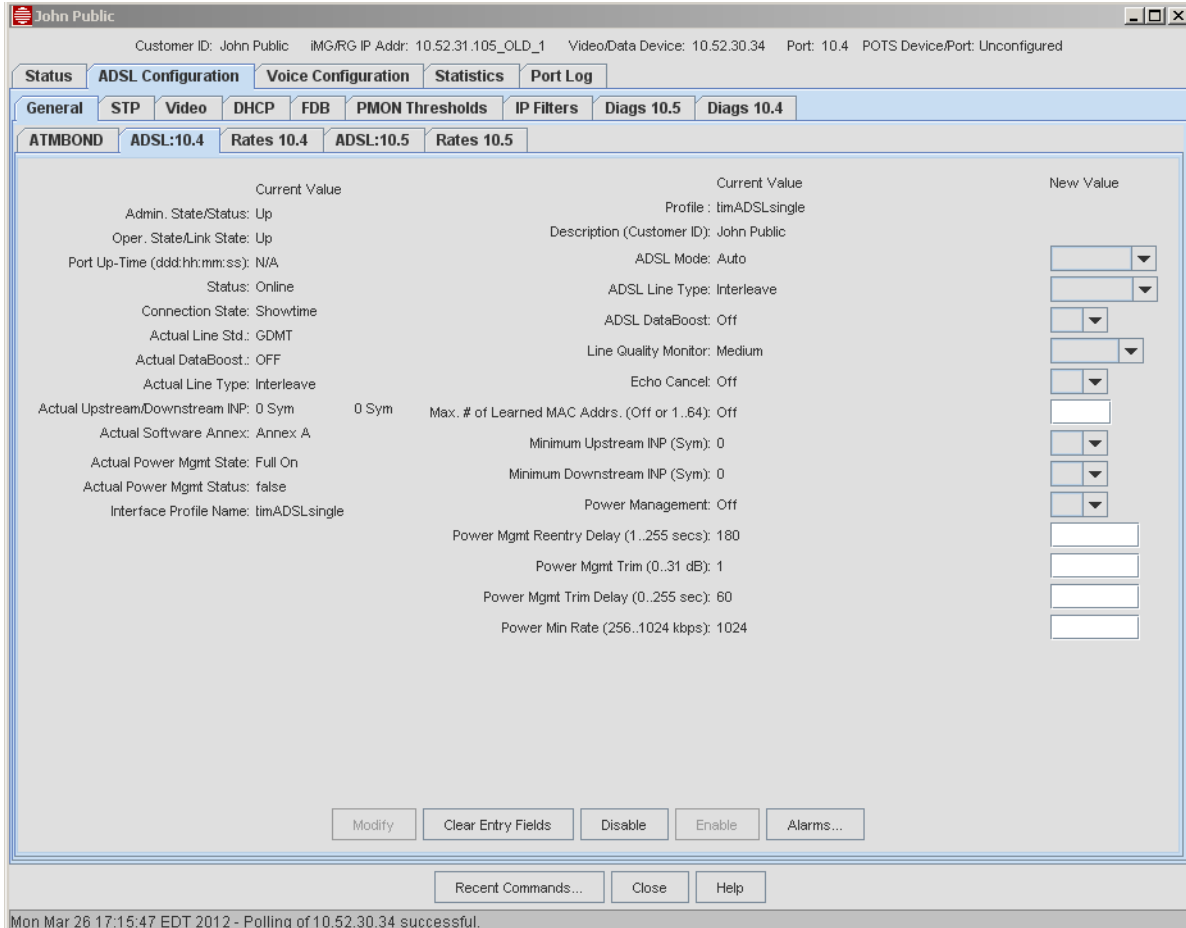 John Public
Customer ID: John Public iMG/RG IP Addr: 10.52.31.105_OLD_1 Video/Data Device: 10.52.30.34 Port: 10.4 POTS Device/Port: Unconfigured
Status ADSL Configuration Voice Configuration Statistics Port Log
General STP Video DHCP FDB PMON Thresholds IP Filters Diags 10.5 Diags 10.4
ATMBOND ADSL:10.4 Rates 10.4 ADSL:10.5 Rates 10.5
Current Value
Admin. State/Status: Up
Oper. State/Link State: Up
Port Up-Time (ddd:hh:mm:ss): N/A
Status: Online
Connection State: Showtime
Actual Line Std.: GDMT
Actual DataBoost.: OFF
Actual Line Type: Interleave
Actual Upstream/Downstream INP: 0 Sym 0 Sym
Actual Software Annex: Annex A
Actual Power Mgmt State: Full On
Actual Power Mgmt Status: false
Interface Profile Name: timADSLsingle
Current Value New Value
Profile : timADSLsingle
Description (Customer ID): John Public
ADSL Mode: Auto
ADSL Line Type: Interleave
ADSL DataBoost: Off
Line Quality Monitor: Medium
Echo Cancel: Off
Max. # of Learned MAC Addrs. (Off or 1..64): Off
Minimum Upstream INP (Sym): 0
Minimum Downstream INP (Sym): 0
Power Management: Off
Power Mgmt Reentry Delay (1..255 secs): 180
Power Mgmt Trim (0..31 dB): 1
Power Mgmt Trim Delay (0..255 sec): 60
Power Min Rate (256..1024 kbps): 1024
Modify Clear Entry Fields Disable Enable Alarms...
Recent Commands... Close Help
Mon Mar 26 17:15:47 EDT 2012 - Polling of 10.52.30.34 successful.